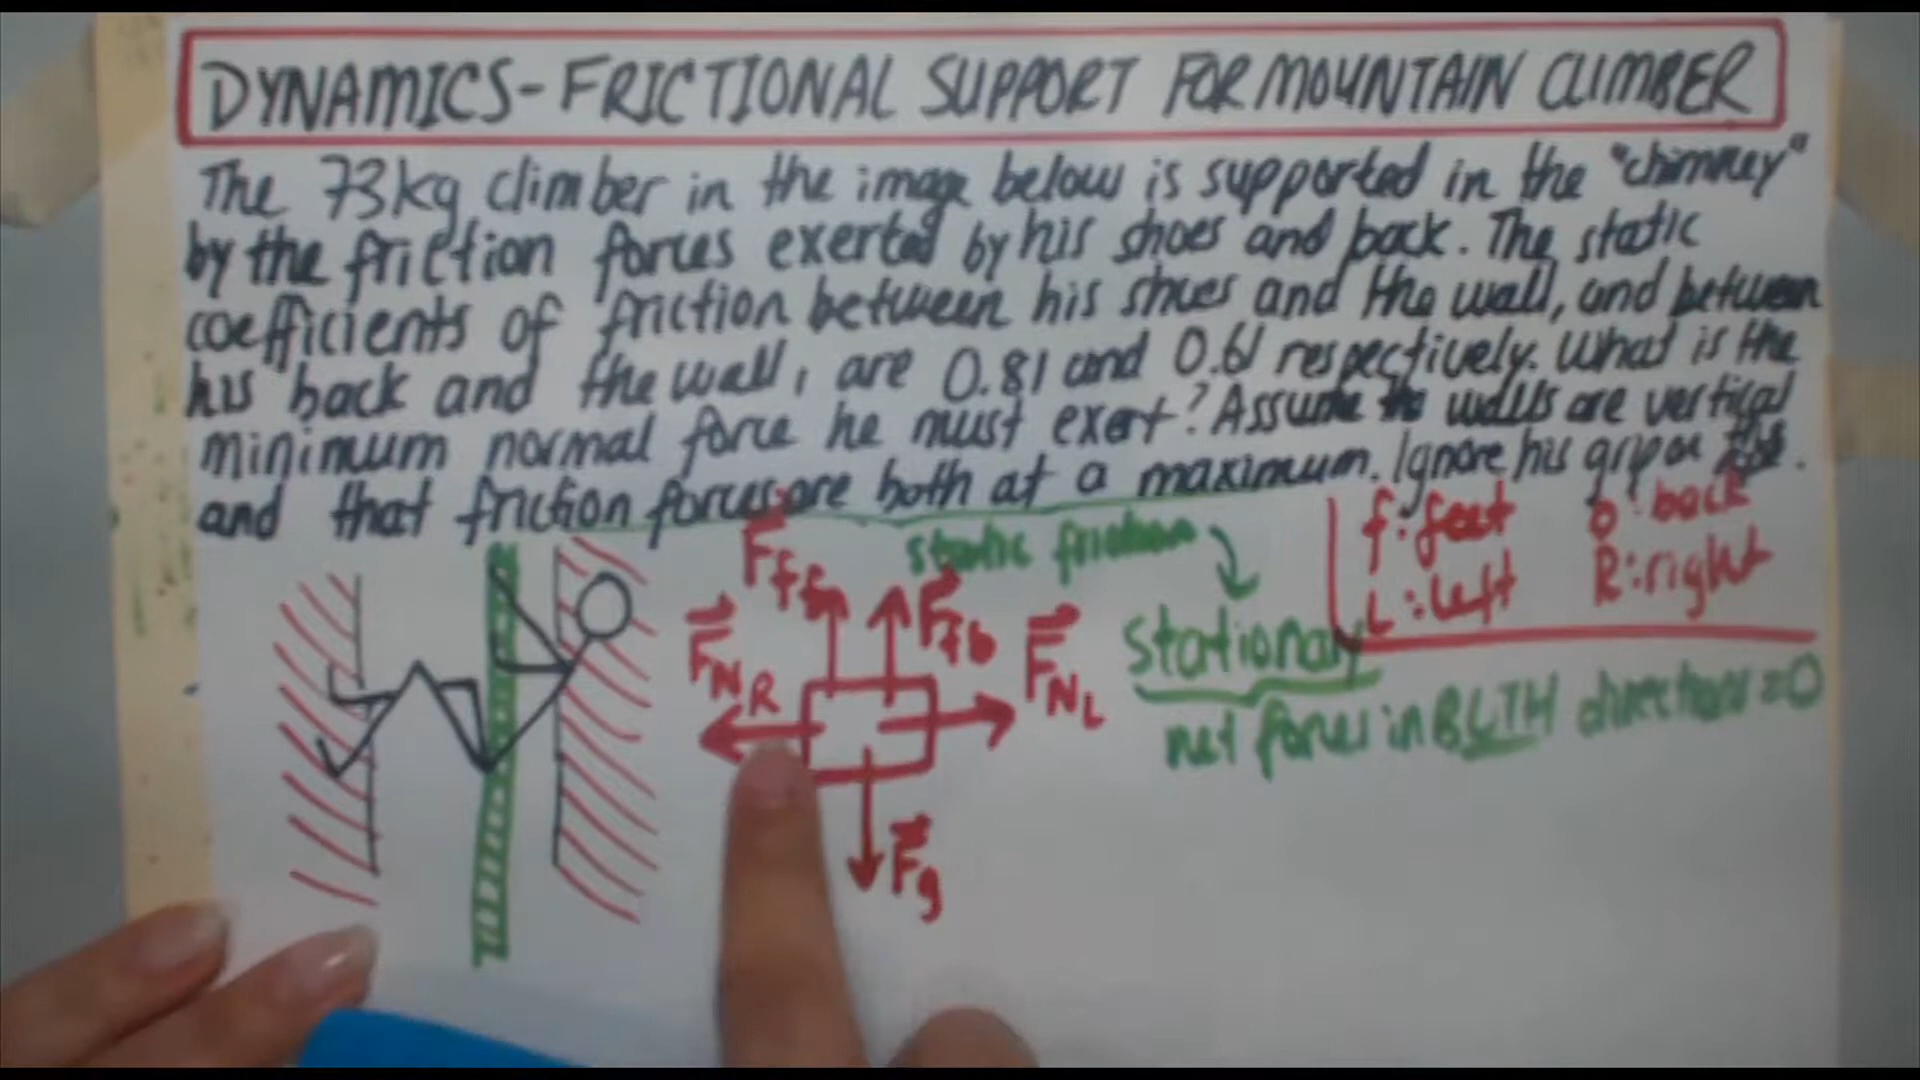 DYNAMICS-FRICTIONAL SUPPORT FOR MOUNTAIN CLIMBER
The 73kg climber in the image below is supported in the "chimney"
by the friction forces exerted by his shoes and back. The static
coefficients of friction between his shoes and the wall, and between
his back and the wall, are 0.81 and 0.61 respectively. What is the
minimum normal force he must exert? Assume the walls are vertical
and that friction forces are both at a maximum. Ignore his grip on the
f: feet b: back
L: left R: right
static friction
stationary
net forces in BOTH directions = 0
F f f
F f b
F N R
F N L
F g